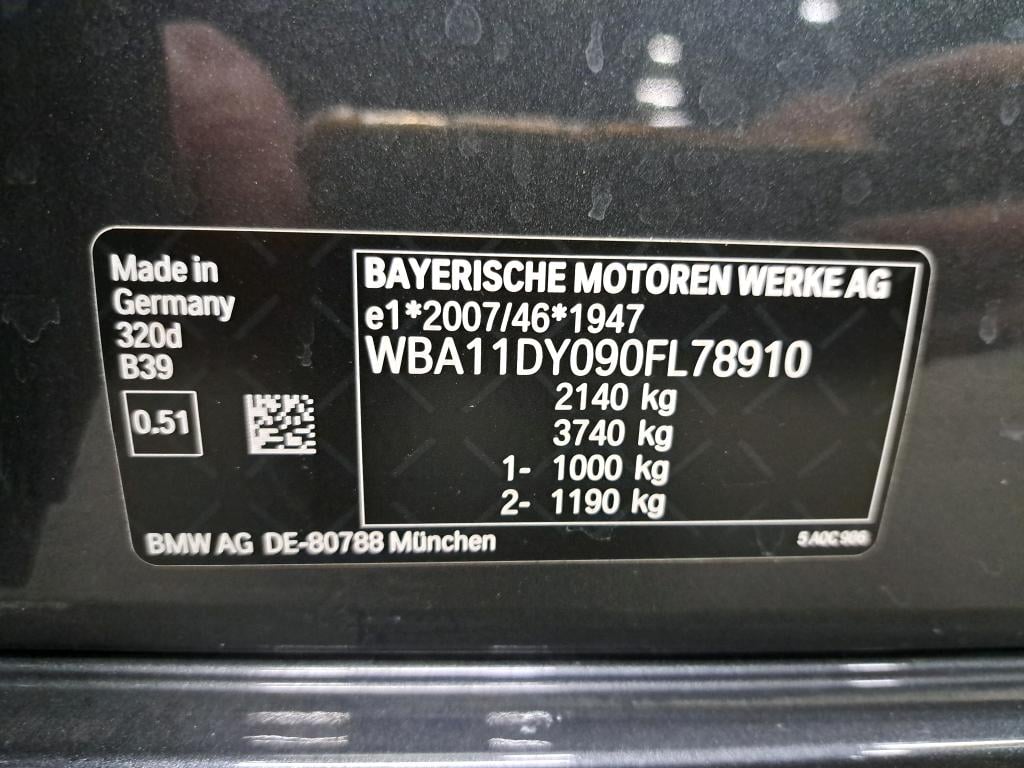 Made in
Germany
320d
B39
0.51
BAYERISCHE MOTOREN WERKE AG
e1*2007/46*1947
WBA11DY090FL78910
2140 kg
3740 kg
1- 1000 kg
2- 1190 kg
BMW AG DE-80788 München